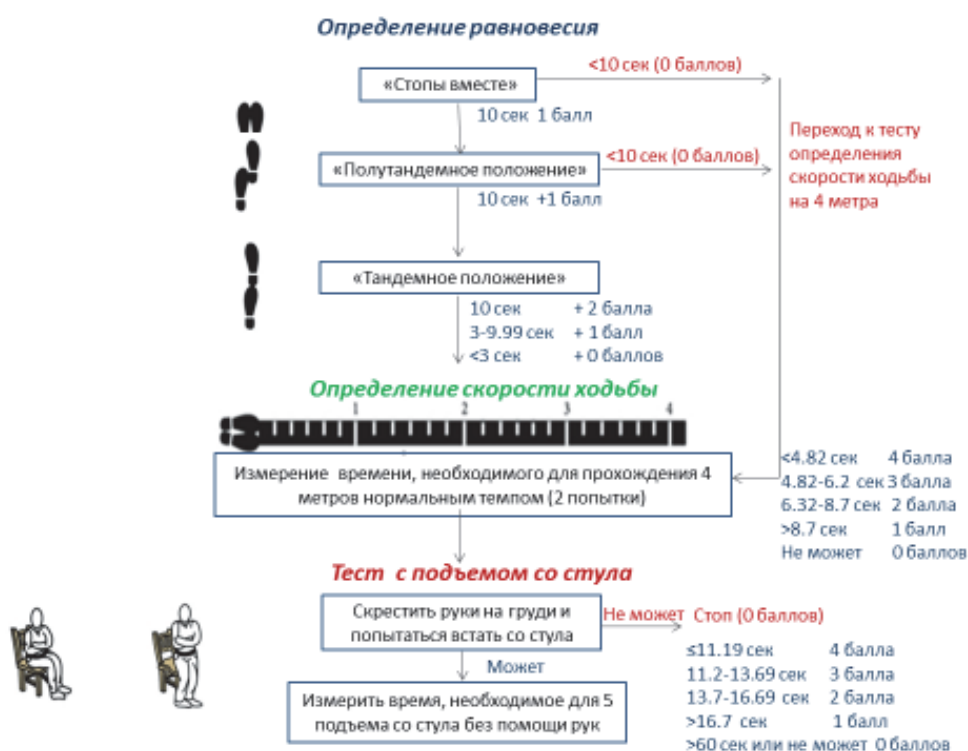 Определение равновесия
<10 сек (0 баллов)
«Стопы вместе»
10 сек 1 балл
Переход к тесту
определения
скорости ходьбы
на 4 метра
<10 сек (0 баллов)
«Полутандемное положение»
10 сек +1 балл
«Тандемное положение»
10 сек + 2 балла
3-9.99 сек + 1 балл
<3 сек + 0 баллов
Определение скорости ходьбы
1 2 3 4
Измерение времени, необходимого для прохождения 4
метров нормальным темпом (2 попытки)
<4.82 сек 4 балла
4.82-6.2 сек 3 балла
6.32-8.7 сек 2 балла
>8.7 сек 1 балл
Не может 0 баллов
Тест с подъемом со стула
Скрестить руки на груди и
попытаться встать со стула
Не может Стоп (0 баллов)
Может
Измерить время, необходимое для 5
подъема со стула без помощи рук
≤11.19 сек 4 балла
11.2-13.69 сек 3 балла
13.7-16.69 сек 2 балла
>16.7 сек 1 балл
>60 сек или не может 0 баллов